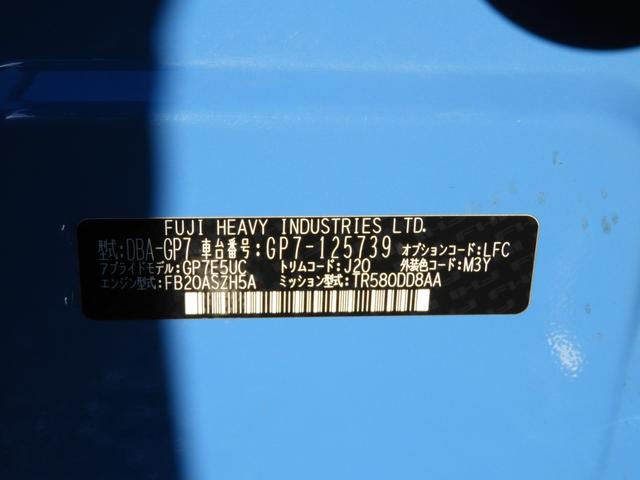 FUJI HEAVY INDUSTRIES LTD.
型式:DBA-GP7 車台番号:GP7-125739 オプションコード:LFC
アプライドモデル:GP7E5UC トリムコード:J20 外装色コード:M3Y
エンジン型式:FB20ASZH5A ミッション型式:TR580DD8AA